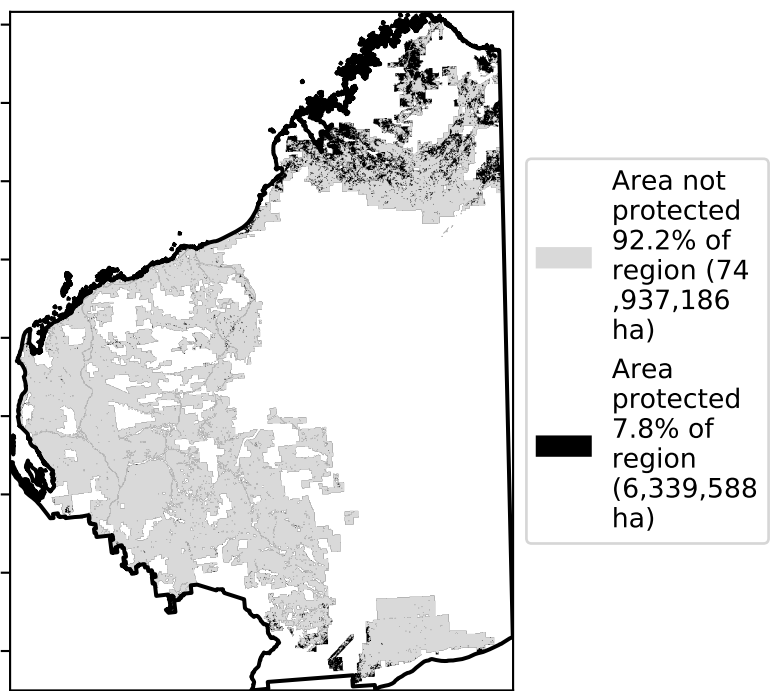 Area not
protected
92.2% of
region (74
,937,186
ha)
Area
protected
7.8% of
region
(6,339,588
ha)